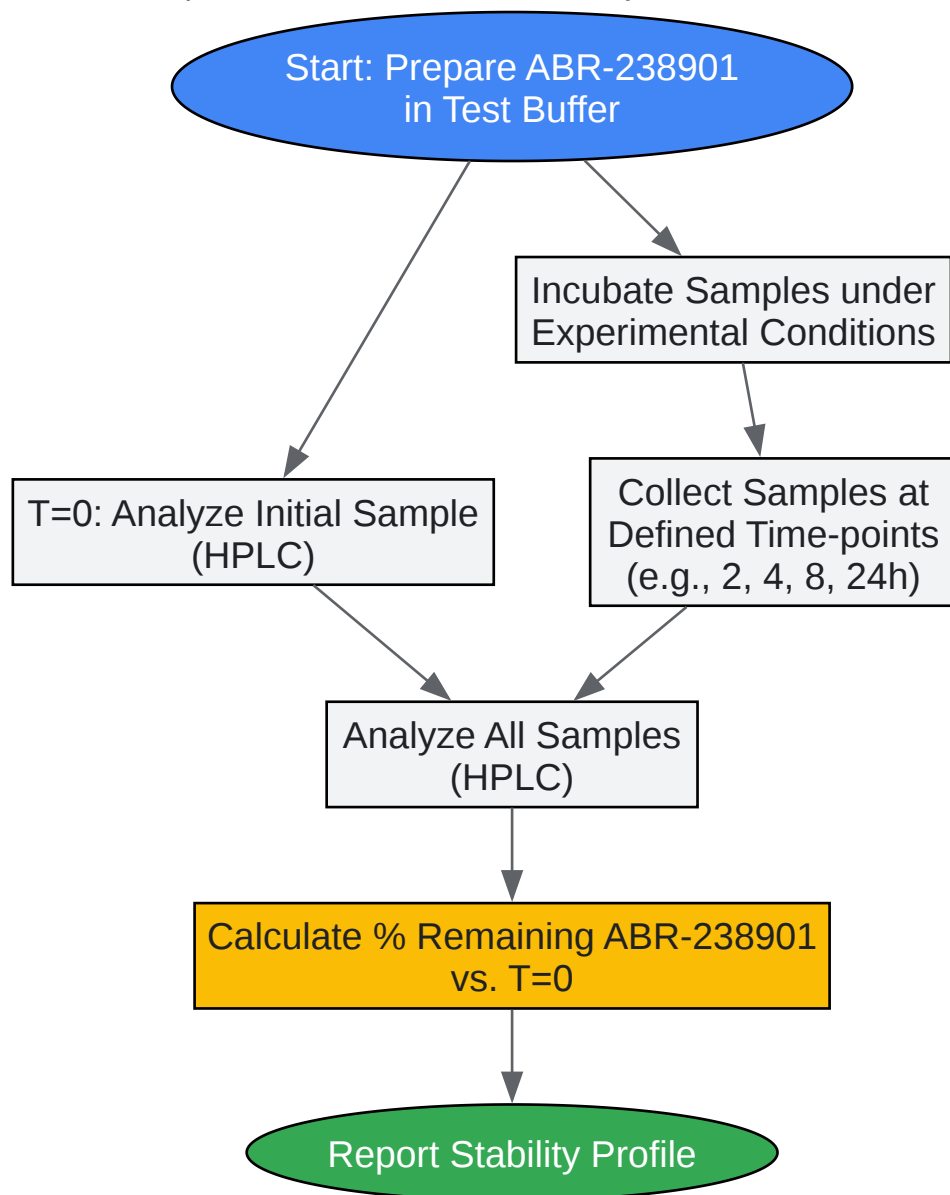 Start: Prepare ABR-238901
in Test Buffer
Incubate Samples under
Experimental Conditions
T=0: Analyze Initial Sample
(HPLC)
Collect Samples at
Defined Time-points
(e.g., 2, 4, 8, 24h)
Analyze All Samples
(HPLC)
Calculate % Remaining ABR-238901
vs. T=0
Report Stability Profile